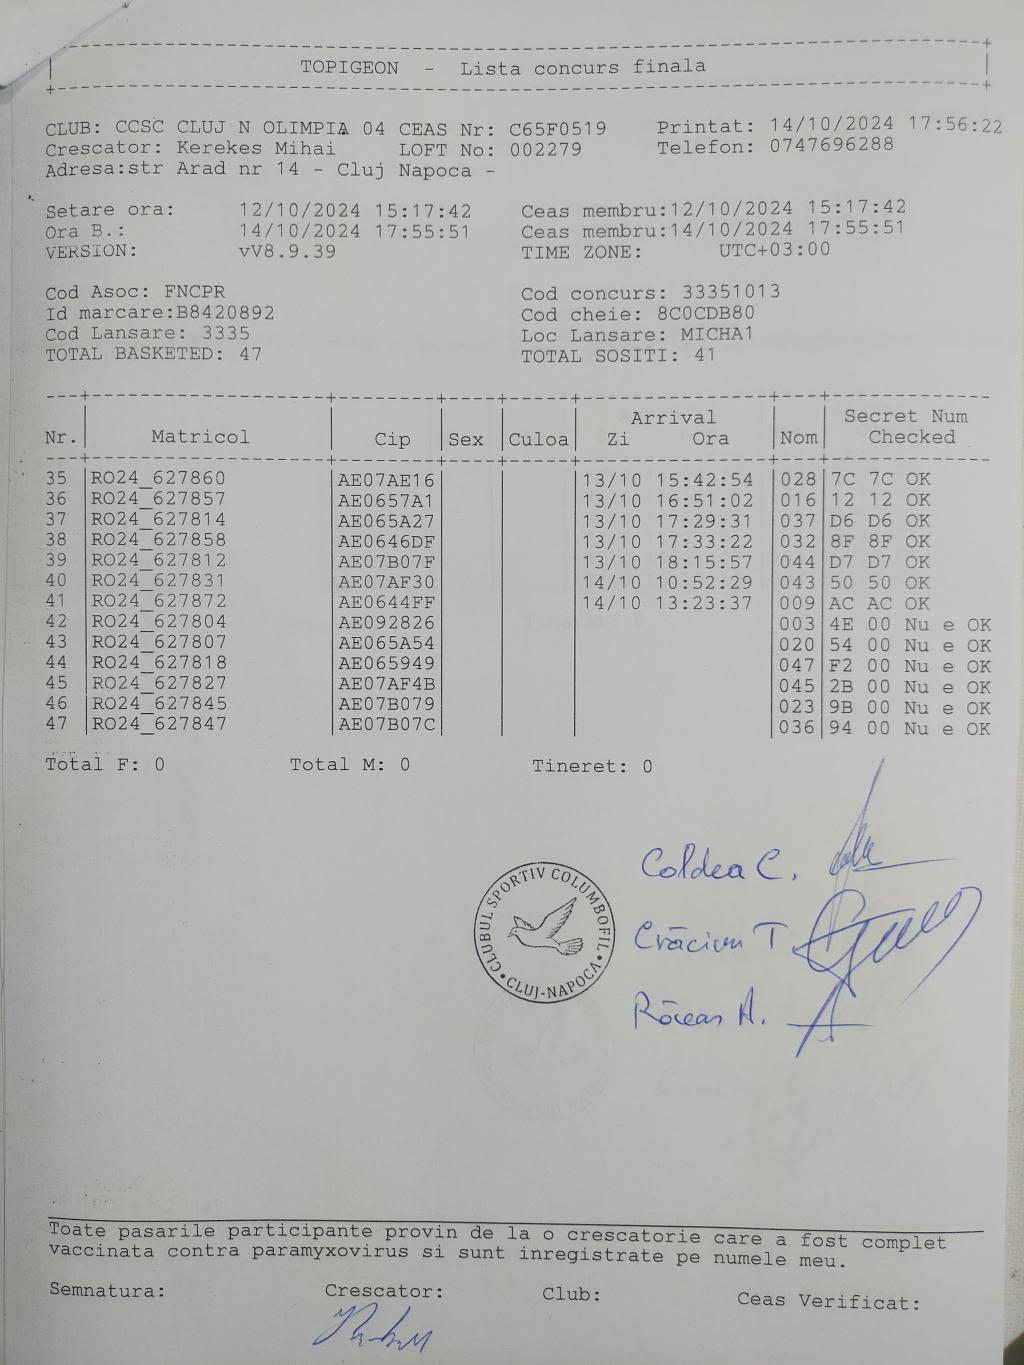 TOPIGEON - Lista concurs finala
CLUB: CCSC CLUJ N OLIMPIA 04 CEAS Nr: C65F0519 Printat: 14/10/2024 17:56:22
Crescator: Kerekes Mihai LOFT No: 002279 Telefon: 0747696288
Adresa:str Arad nr 14 - Cluj Napoca -
Setare ora: 12/10/2024 15:17:42 Ceas membru:12/10/2024 15:17:42
Ora B.: 14/10/2024 17:55:51 Ceas membru:14/10/2024 17:55:51
VERSION: vV8.9.39 TIME ZONE: UTC+03:00
Cod Asoc: FNCPR Cod concurs: 33351013
Id marcare:B8420892 Cod cheie: 8C0CDB80
Cod Lansare: 3335 Loc Lansare: MICHA1
TOTAL BASKETED: 47 TOTAL SOSITI: 41
Arrival Secret Num
Nr. Matricol Cip Sex Culoa Zi Ora Nom Checked
35 RO24_627860 AE07AE16 13/10 15:42:54 028 7C 7C OK
36 RO24_627857 AE0657A1 13/10 16:51:02 016 12 12 OK
37 RO24_627814 AE065A27 13/10 17:29:31 037 D6 D6 OK
38 RO24_627858 AE0646DF 13/10 17:33:22 032 8F 8F OK
39 RO24_627812 AE07B07F 13/10 18:15:57 044 D7 D7 OK
40 RO24_627831 AE07AF30 14/10 10:52:29 043 50 50 OK
41 RO24_627872 AE0644FF 14/10 13:23:37 009 AC AC OK
42 RO24_627804 AE092826 003 4E 00 Nu e OK
43 RO24_627807 AE065A54 020 54 00 Nu e OK
44 RO24_627818 AE065949 047 F2 00 Nu e OK
45 RO24_627827 AE07AF4B 045 2B 00 Nu e OK
46 RO24_627845 AE07B079 023 9B 00 Nu e OK
47 RO24_627847 AE07B07C 036 94 00 Nu e OK
Total F: 0 Total M: 0 Tineret: 0
Coldea C.
CLUBUL SPORTIV COLUMBOFIL
CLUJ-NAPOCA
Crăciun T.
A.
Toate pasarile participante provin de la o crescatorie care a fost complet
vaccinata contra paramyxovirus si sunt inregistrate pe numele meu.
Semnatura: Crescator: Club: Ceas Verificat: